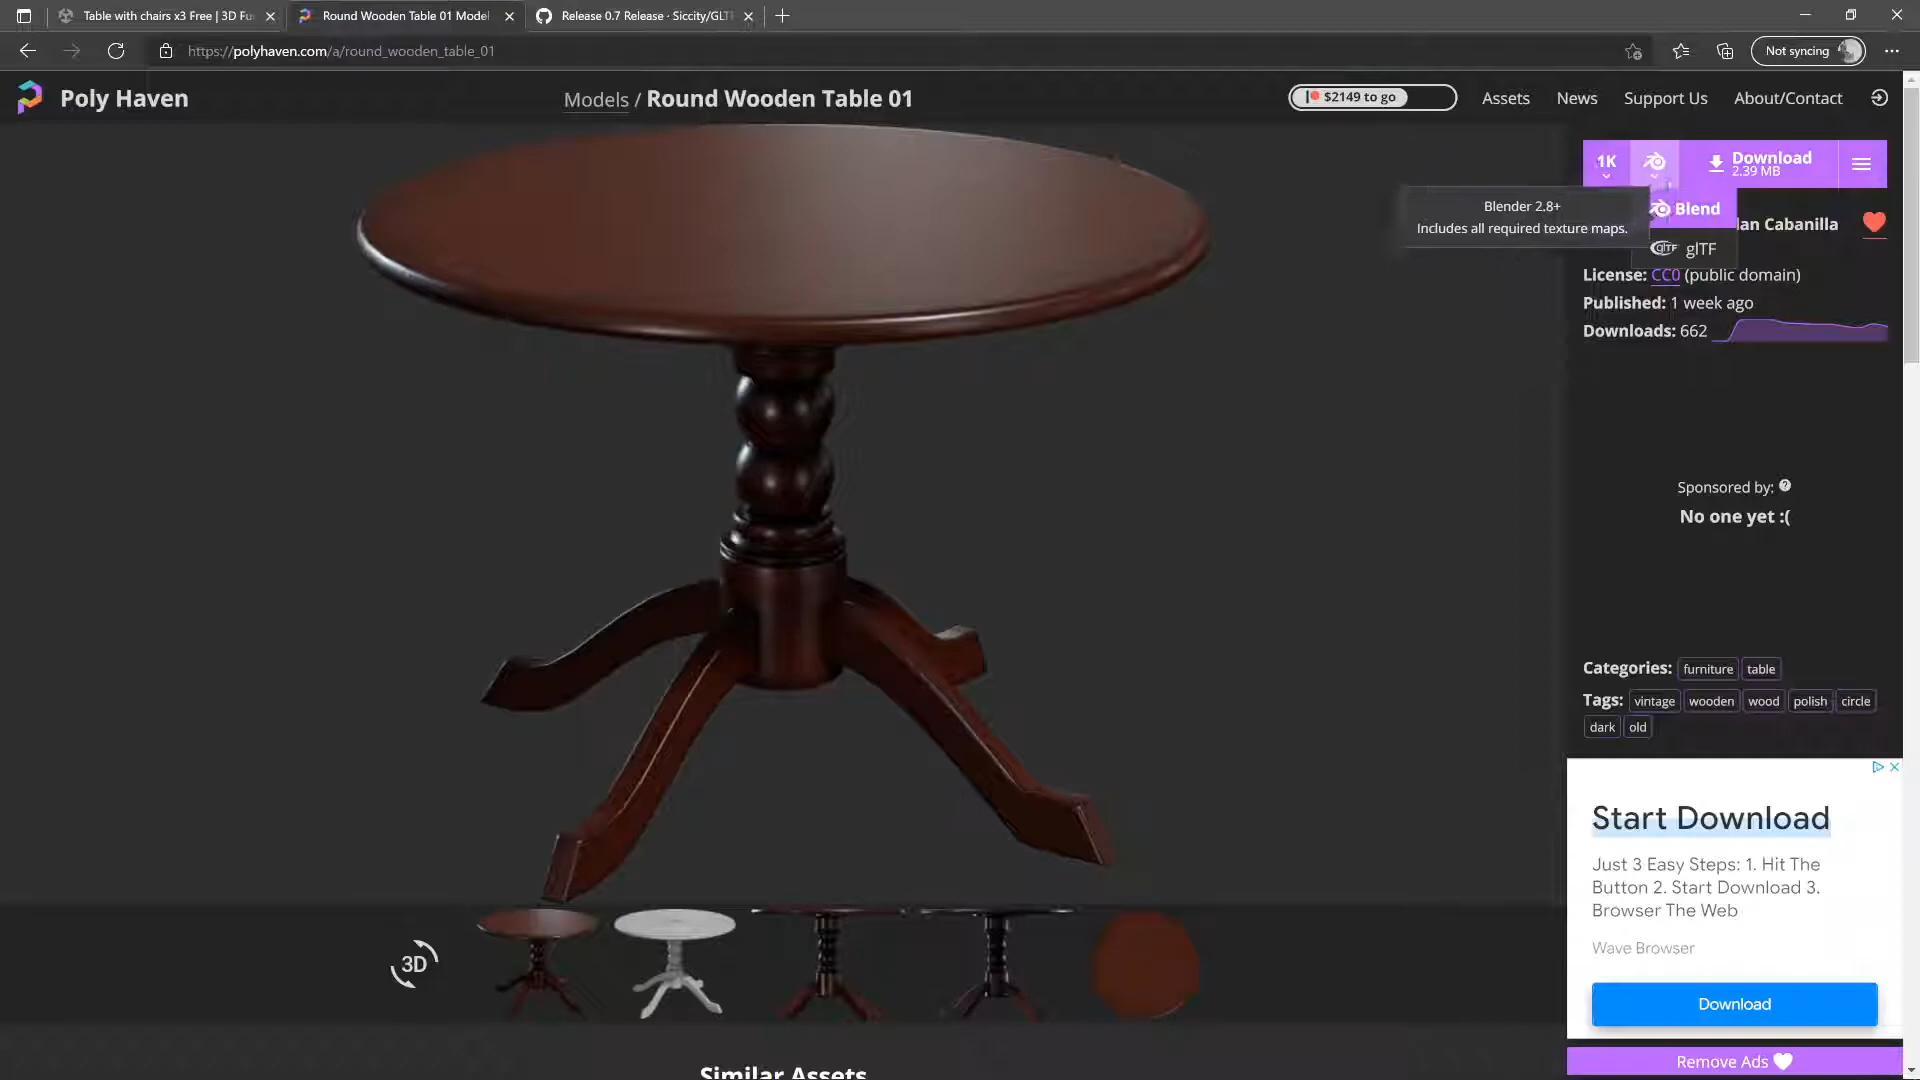 Table with chairs x3 Free | 3D Fu
Round Wooden Table 01 Model
Release 0.7 Release · Siccity/GLTF
https://polyhaven.com/a/round_wooden_table_01
Not syncing
Poly Haven
Models / Round Wooden Table 01
$2149 to go
Assets
News
Support Us
About/Contact
1K
Download
2.39 MB
Blender 2.8+
Includes all required texture maps.
Blend
glTF
glTF
lan Cabanilla
License: CC0 (public domain)
Published: 1 week ago
Downloads: 662
Sponsored by: ?
No one yet :(
Categories: furniture table
Tags: vintage wooden wood polish circle
dark old
3D
Start Download
Just 3 Easy Steps: 1. Hit The
Button 2. Start Download 3.
Browser The Web
Wave Browser
Download
Remove Ads
Similar Assets